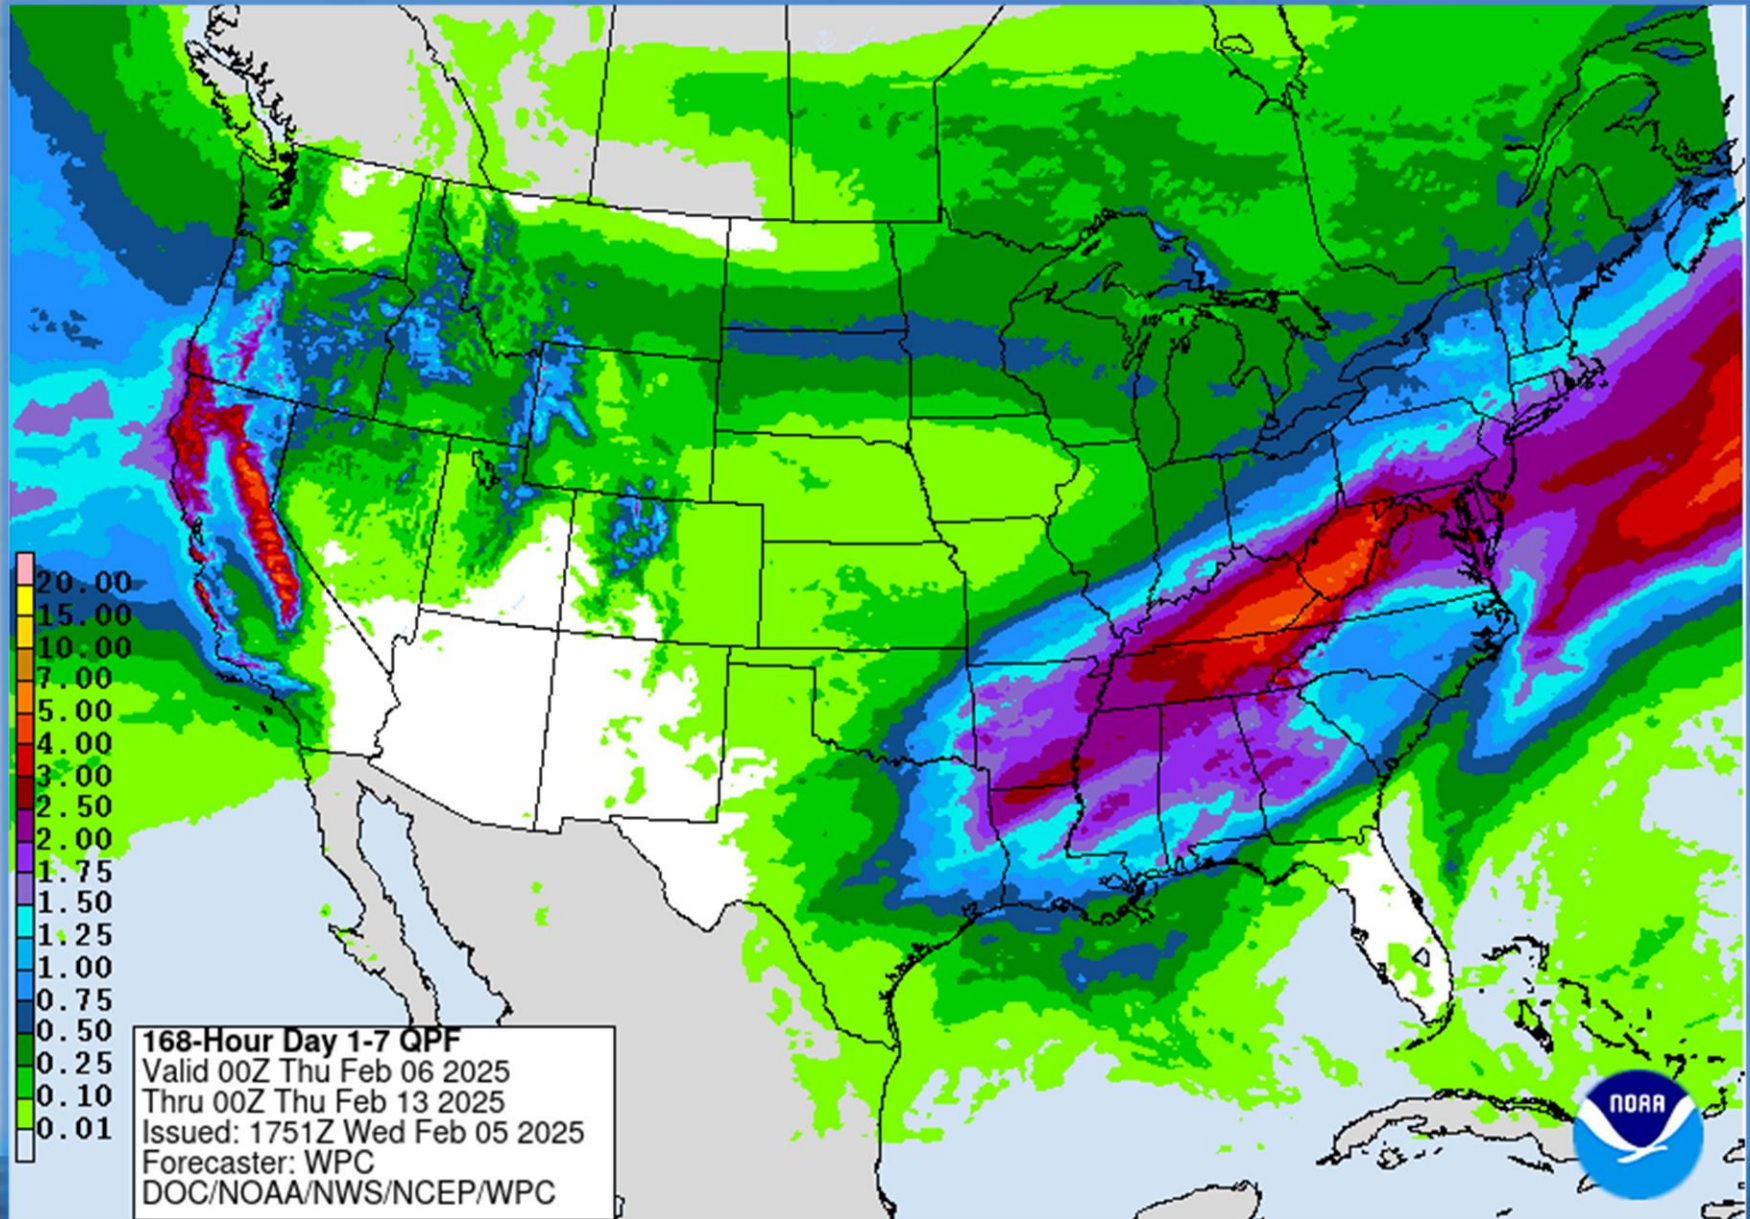 20.00
15.00
10.00
7.00
5.00
4.00
3.00
2.50
2.00
1.75
1.50
1.25
1.00
0.75
0.50
0.25
0.10
0.01
168-Hour Day 1-7 QPF
Valid 00Z Thu Feb 06 2025
Thru 00Z Thu Feb 13 2025
Issued: 1751Z Wed Feb 05 2025
Forecaster: WPC
DOC/NOAA/NWS/NCEP/WPC
NOAA